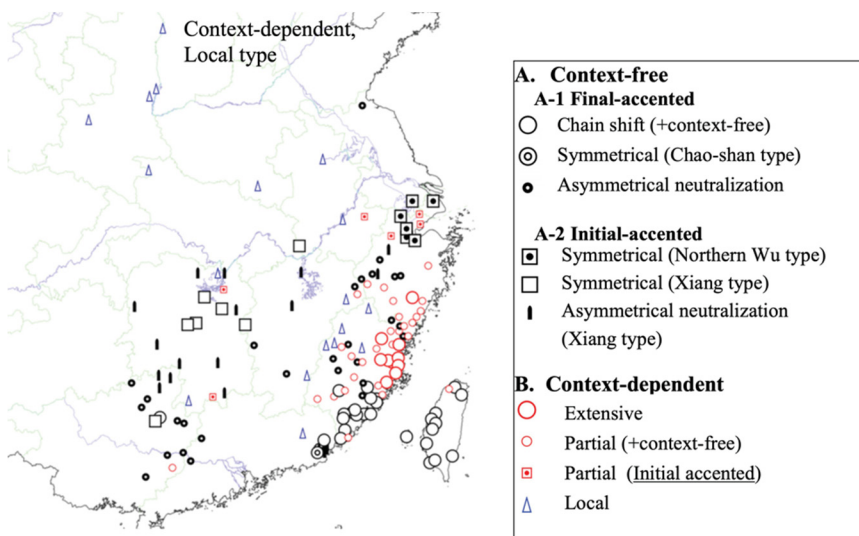 Context-dependent,
Local type
A. Context-free
A-1 Final-accented
Chain shift (+context-free)
Symmetrical (Chao-shan type)
Asymmetrical neutralization
A-2 Initial-accented
Symmetrical (Northern Wu type)
Symmetrical (Xiang type)
Asymmetrical neutralization
(Xiang type)
B. Context-dependent
Extensive
Partial (+context-free)
Partial (Initial accented)
Local